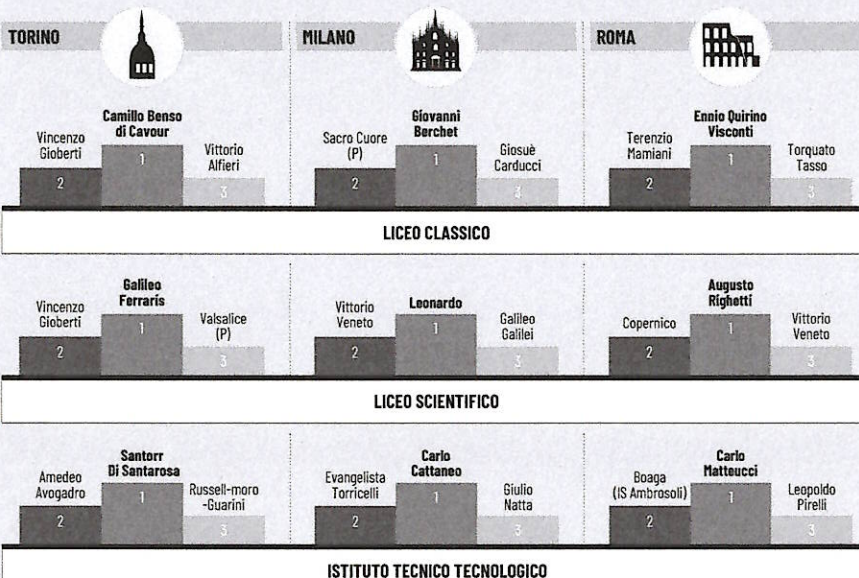 TORINO
MILANO
ROMA
Vincenzo
Gioberti
2
Camillo Benso
di Cavour
1
Vittorio
Alfieri
3
Sacro Cuore
(P)
2
Giovanni
Berchet
1
Giosuè
Carducci
3
Terenzio
Mamiani
2
Ennio Quirino
Visconti
1
Torquato
Tasso
3
LICEO CLASSICO
Vincenzo
Gioberti
2
Galileo
Ferraris
1
Valsalice
(P)
3
Vittorio
Veneto
2
Leonardo
1
Galileo
Galilei
3
Copernico
2
Augusto
Righetti
1
Vittorio
Veneto
3
LICEO SCIENTIFICO
Amedeo
Avogadro
2
Santorr
Di Santarosa
1
Russell-moro
-Guarini
3
Evangelista
Torricelli
2
Carlo
Cattaneo
1
Giulio
Natta
3
Boaga
(IS Ambrosoli)
2
Carlo
Matteucci
1
Leopoldo
Pirelli
3
ISTITUTO TECNICO TECNOLOGICO